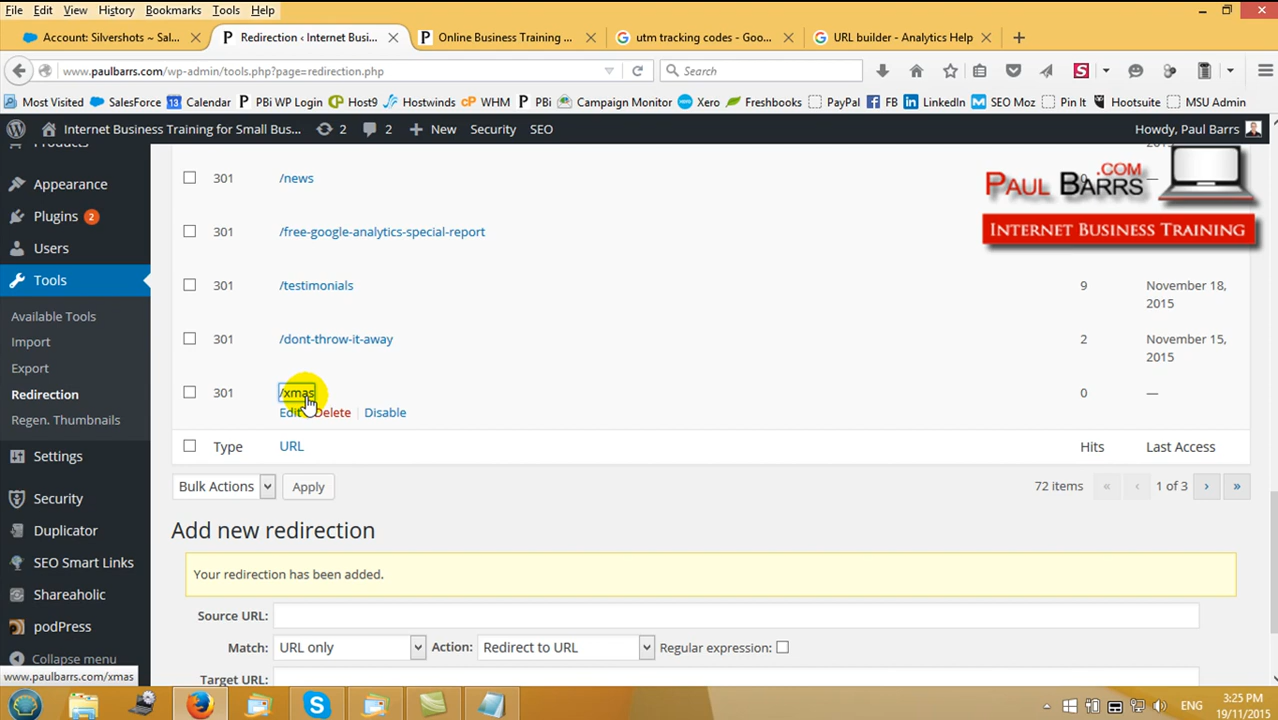 File Edit View History Bookmarks Tools Help
Account: Silvershots ~ Sal...
Redirection ‹ Internet Busi...
Online Business Training ...
utm tracking codes - Goo...
URL builder - Analytics Help
www.paulbarrs.com/wp-admin/tools.php?page=redirection.php
Search
Most Visited SalesForce Calendar PBi WP Login Host9 Hostwinds WHM PBi Campaign Monitor Xero Freshbooks PayPal FB LinkedIn SEO Moz Pin It Hootsuite MSU Admin
Internet Business Training for Small Bus... 2 2 New Security SEO Howdy, Paul Barrs
Appearance
Plugins 2
Users
Tools
Available Tools
Import
Export
Redirection
Regen. Thumbnails
Settings
Security
Duplicator
SEO Smart Links
Shareaholic
podPress
Collapse menu
www.paulbarrs.com/xmas
301 /news 0 —
301 /free-google-analytics-special-report
301 /testimonials 9 November 18,
2015
301 /dont-throw-it-away 2 November 15,
2015
301 /xmas 0 —
Edit | Delete | Disable
Type URL Hits Last Access
Bulk Actions Apply 72 items « ‹ 1 of 3 › »
Add new redirection
Your redirection has been added.
Source URL:
Match: URL only Action: Redirect to URL Regular expression:
Target URL:
PAUL BARRS .COM
INTERNET BUSINESS TRAINING
ENG
3:25 PM
19/11/2015